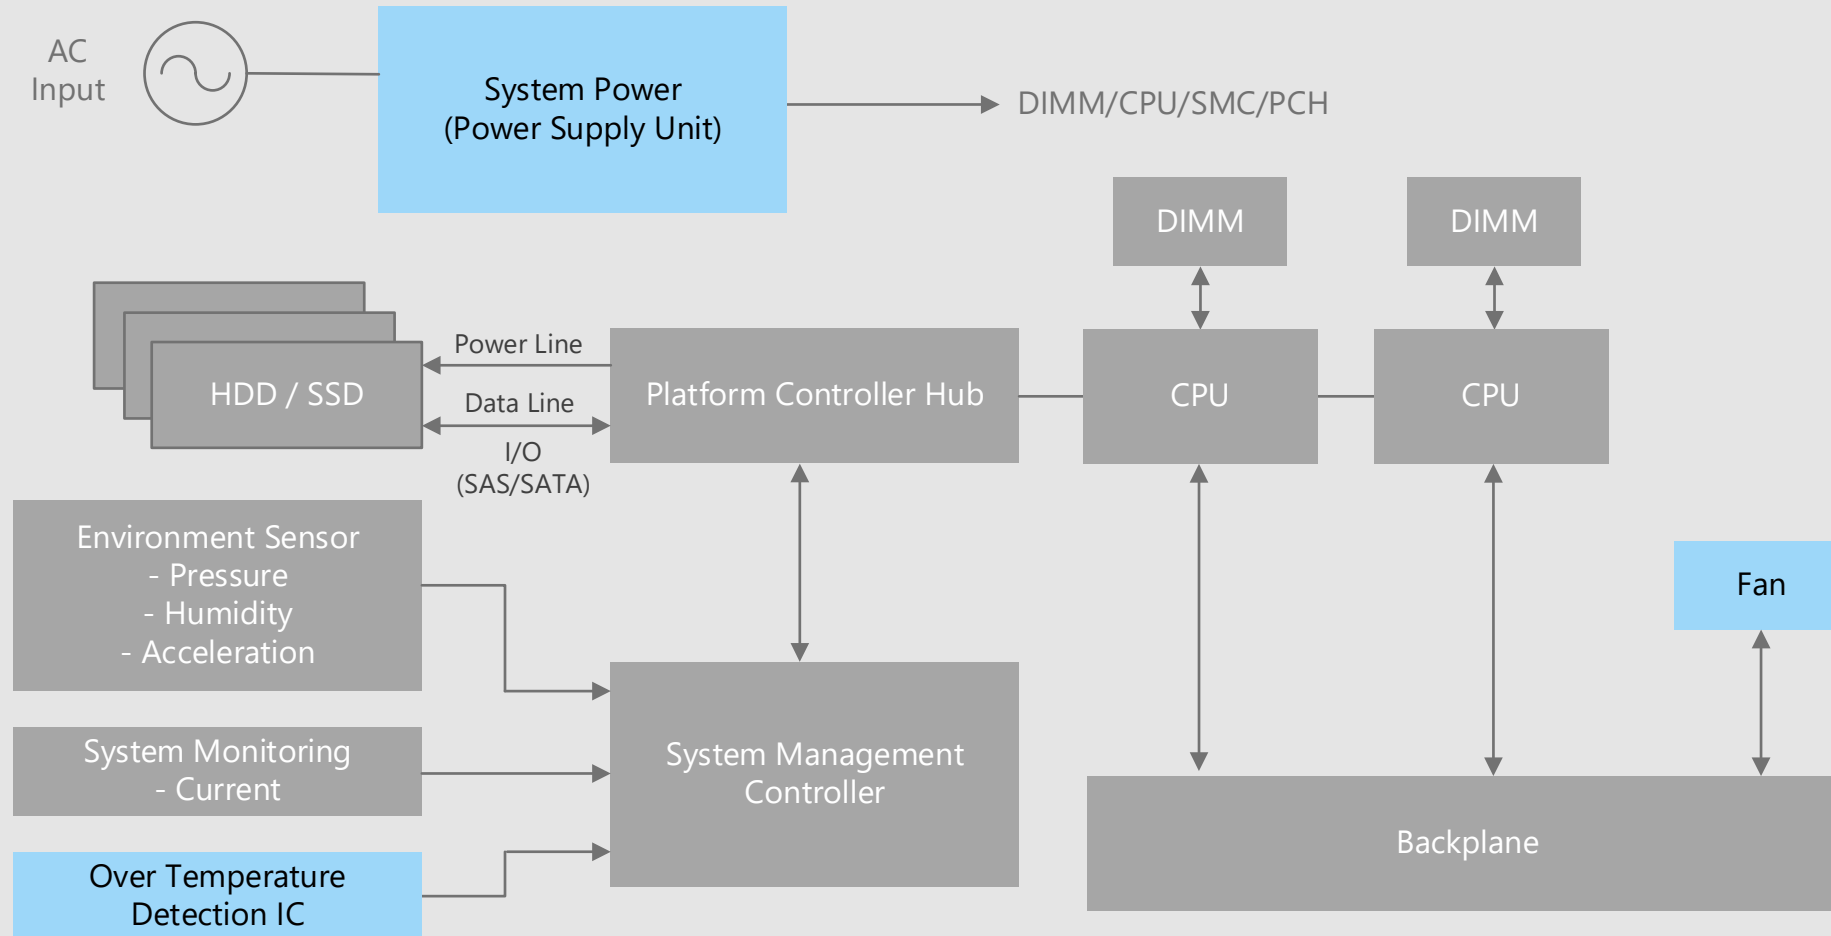 AC
Input
System Power
(Power Supply Unit)
DIMM/CPU/SMC/PCH
DIMM
DIMM
HDD / SSD
Power Line
Data Line
I/O
(SAS/SATA)
Platform Controller Hub
CPU
CPU
Environment Sensor
- Pressure
- Humidity
- Acceleration
Fan
System Monitoring
- Current
System Management
Controller
Backplane
Over Temperature
Detection IC